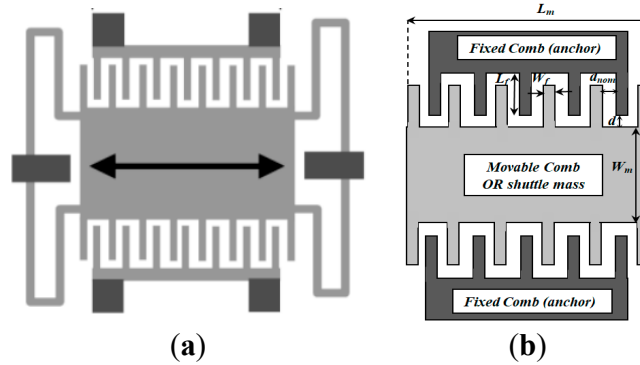 L_m
Fixed Comb (anchor)
L_f
W_f
d_nom
d
Movable Comb
OR shuttle mass
W_m
Fixed Comb (anchor)
(a)
(b)